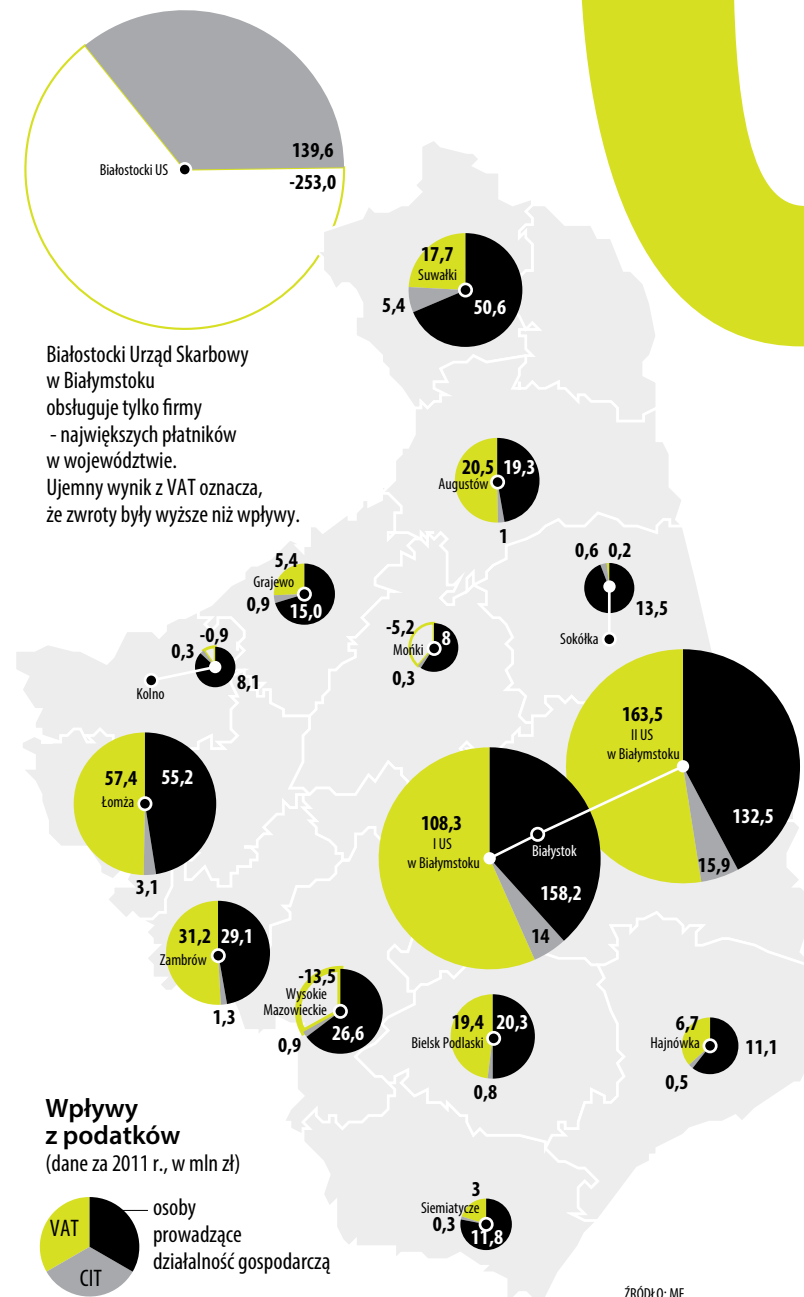 139,6
Białostocki US
-253,0
17,7
Suwałki
5,4
50,6
Białostocki Urząd Skarbowy
w Białymstoku
obsługuje tylko firmy
- największych płatników
w województwie.
Ujemny wynik z VAT oznacza,
że zwroty były wyższe niż wpływy.
20,5
19,3
Augustów
1
5,4
Grajewo
0,9
15,0
0,6
0,2
13,5
Sokółka
-5,2
8
Mońki
0,3
-0,9
0,3
8,1
Kolno
163,5
II US
w Białymstoku
132,5
15,9
57,4
55,2
Łomża
3,1
108,3
I US
w Białymstoku
Białystok
158,2
14
31,2
29,1
Zambrów
1,3
-13,5
Wysokie
Mazowieckie
26,6
0,9
19,4
20,3
Bielsk Podlaski
0,8
6,7
Hajnówka
11,1
0,5
3
Siemiatycze
0,3
11,8
Wpływy
z podatków
(dane za 2011 r., w mln zł)
VAT
CIT
osoby
prowadzące
działalność gospodarczą
ŹRÓDŁO: MF